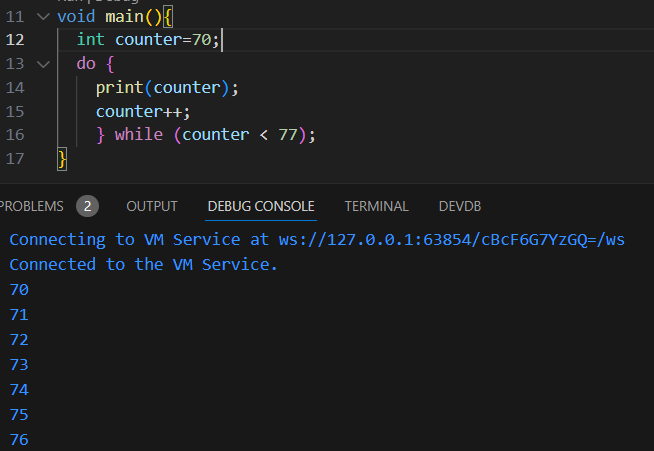 Run | Debug
11 void main(){
12 int counter=70;
13 do {
14 print(counter);
15 counter++;
16 } while (counter < 77);
17 }
PROBLEMS 2 OUTPUT DEBUG CONSOLE TERMINAL DEVDB
Connecting to VM Service at ws://127.0.0.1:63854/cBcF6G7YzGQ=/ws
Connected to the VM Service.
70
71
72
73
74
75
76